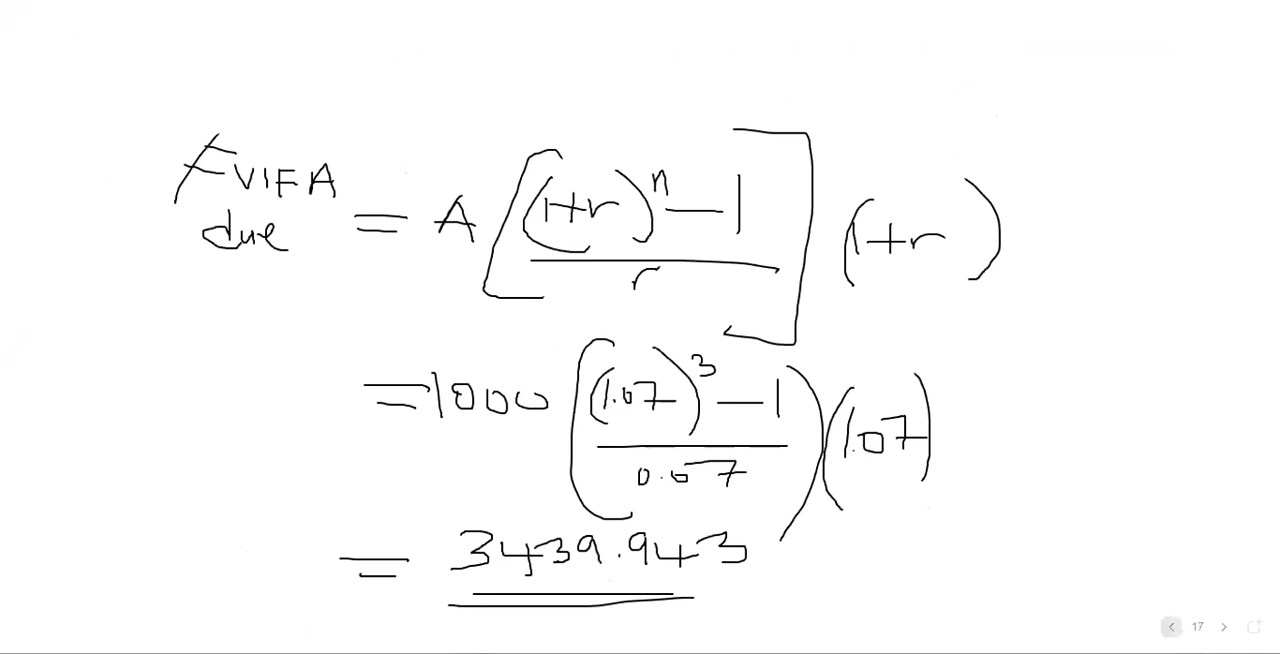 FVIFA due = A [ (1+r)^n - 1 / r ] (1+r)
= 1000 ( (1.07)^3 - 1 / 0.07 ) (1.07)
= 3439.943
17